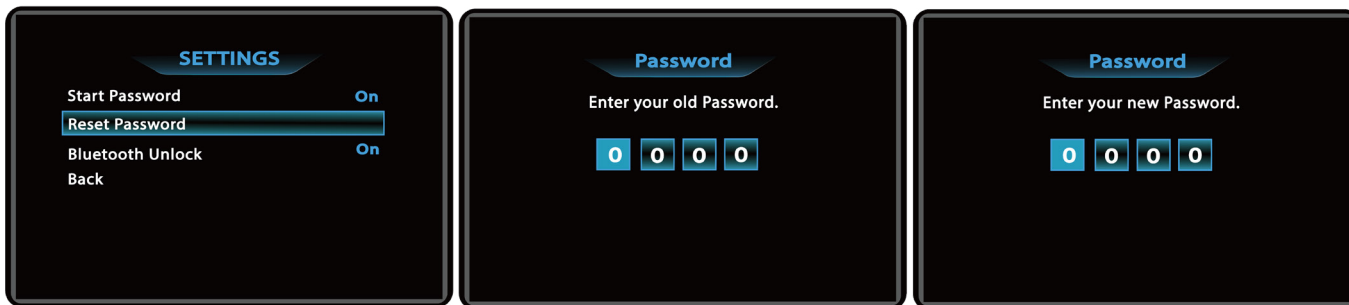 SETTINGS
Start Password On
Reset Password
Bluetooth Unlock On
Back
Password
Enter your old Password.
0 0 0 0
Password
Enter your new Password.
0 0 0 0